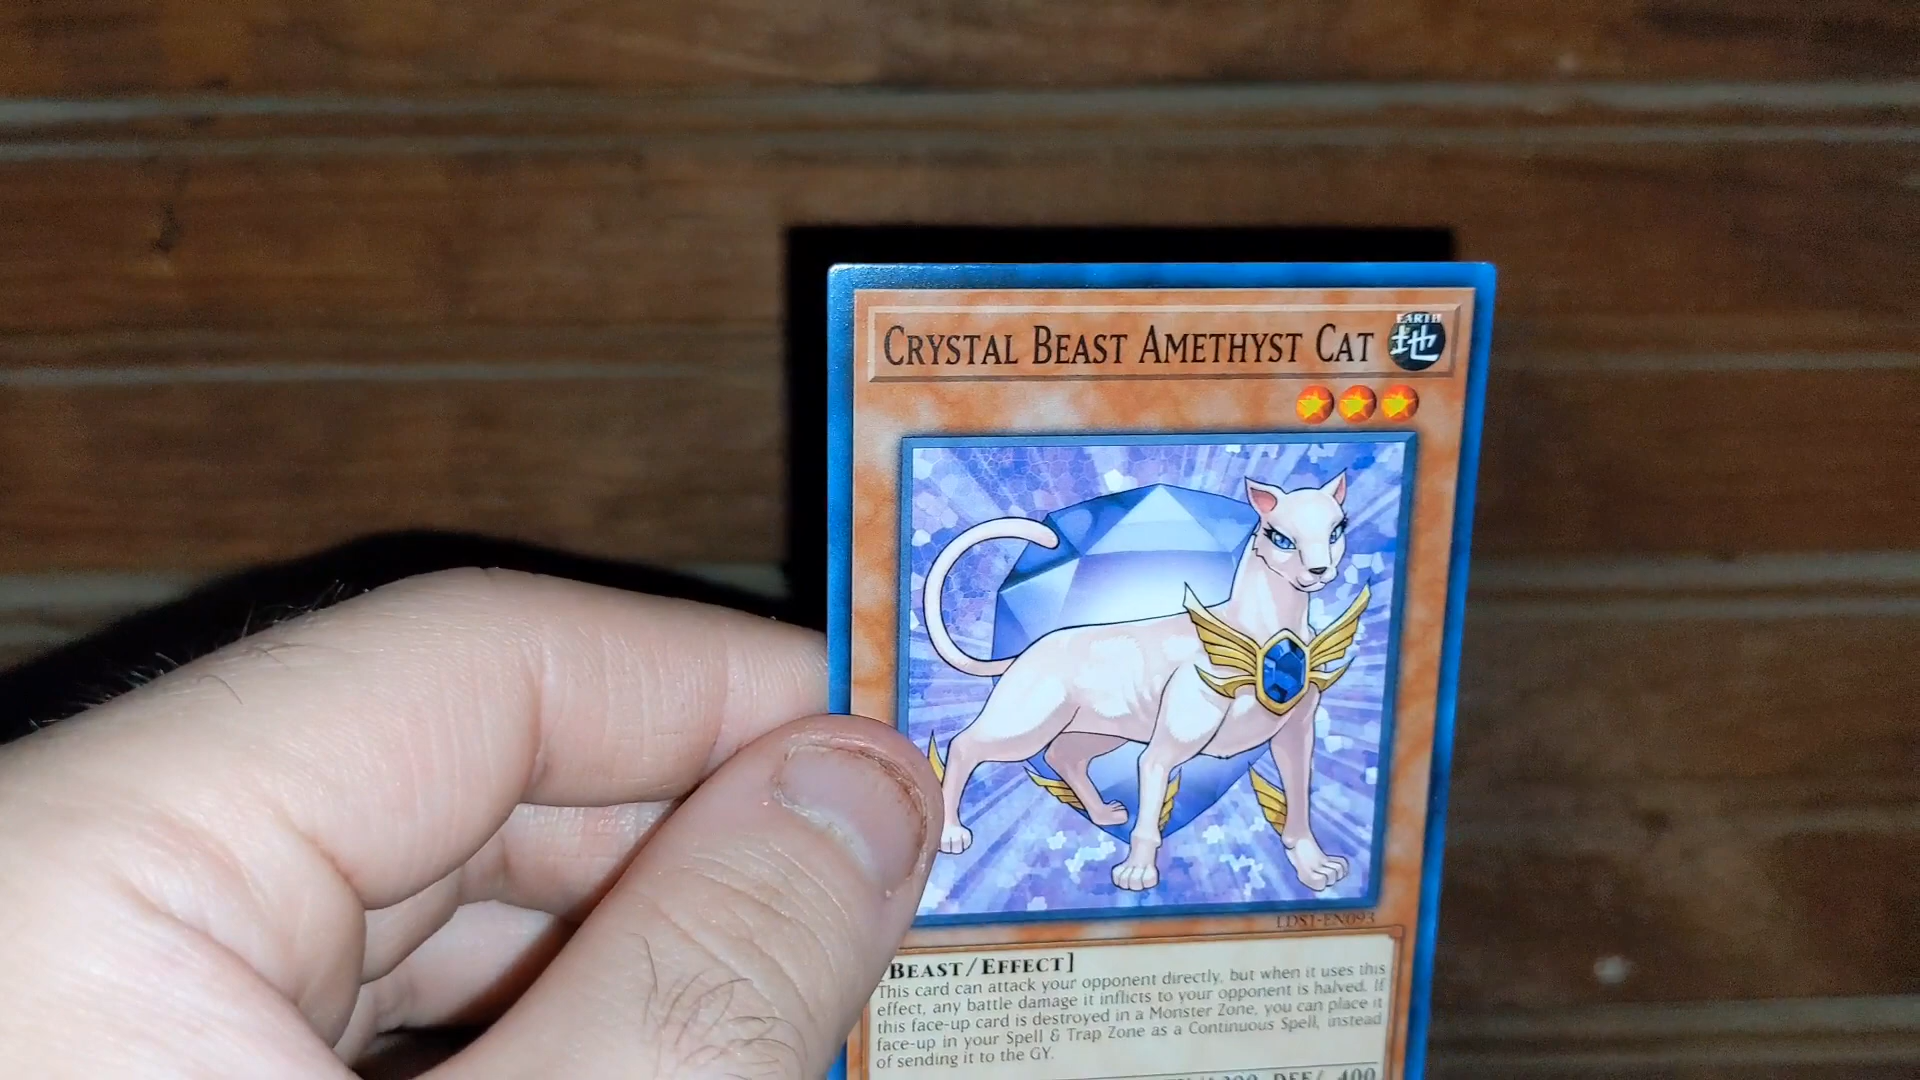 CRYSTAL BEAST AMETHYST CAT
EARTH
地
LDS1-EN093
[BEAST/EFFECT]
This card can attack your opponent directly, but when it uses this
effect, any battle damage it inflicts to your opponent is halved. If
this face-up card is destroyed in a Monster Zone, you can place it
face-up in your Spell & Trap Zone as a Continuous Spell, instead
of sending it to the GY.
DEF/ 400